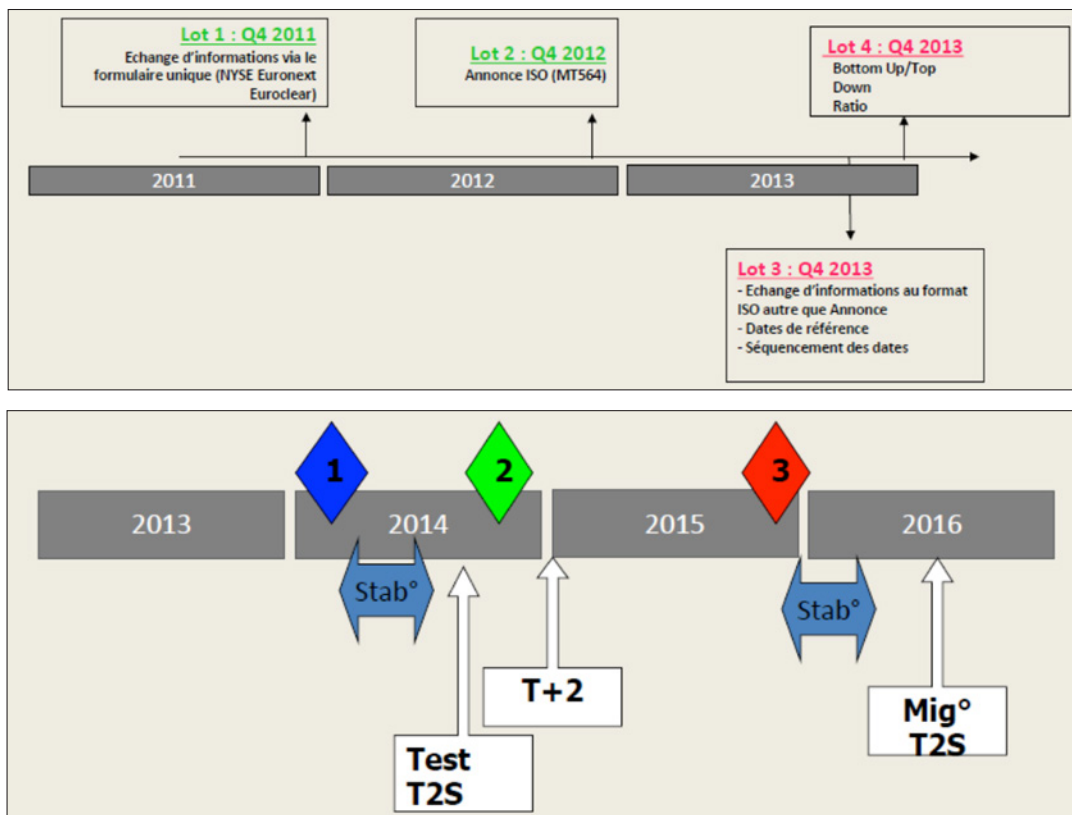 Lot 1 : Q4 2011
Echange d'informations via le
formulaire unique (NYSE Euronext
Euroclear)
Lot 2 : Q4 2012
Annonce ISO (MT564)
Lot 4 : Q4 2013
Bottom Up/Top
Down
Ratio
2011
2012
2013
Lot 3 : Q4 2013
- Echange d'informations au format
ISO autre que Annonce
- Dates de référence
- Séquencement des dates
1
2
3
2013
2014
2015
2016
Stab°
Stab°
T+2
Mig°
T2S
Test
T2S